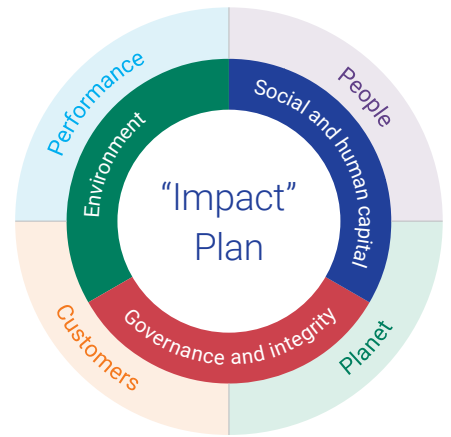 Performance
People
Environment
Social and human capital
“Impact”
Plan
Governance and integrity
Customers
Planet